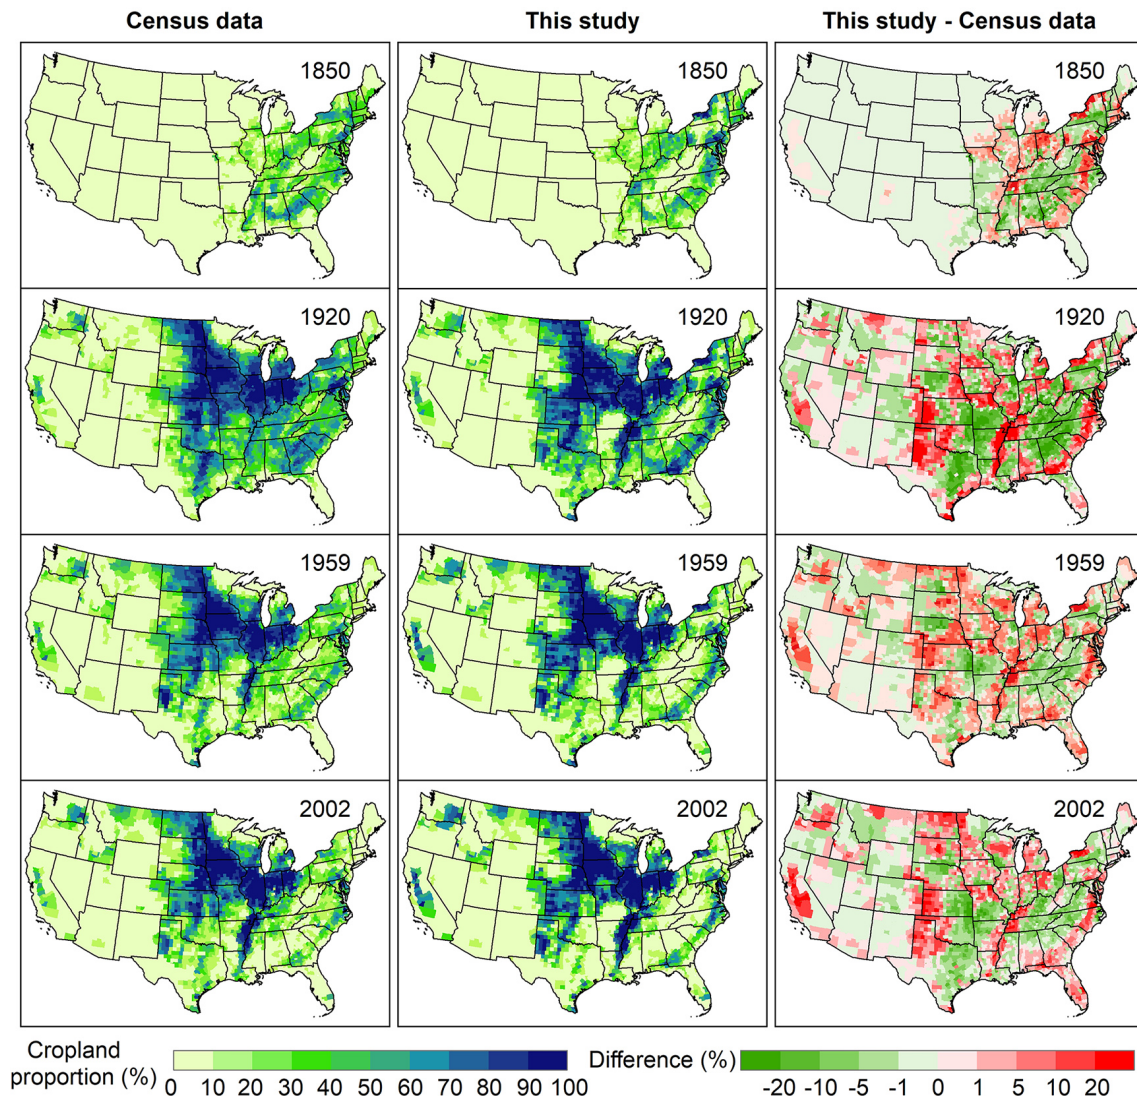 Census data
This study
This study - Census data
1850
1850
1850
1920
1920
1920
1959
1959
1959
2002
2002
2002
Cropland
proportion (%)
0 10 20 30 40 50 60 70 80 90 100
Difference (%)
-20 -10 -5 -1 0 1 5 10 20